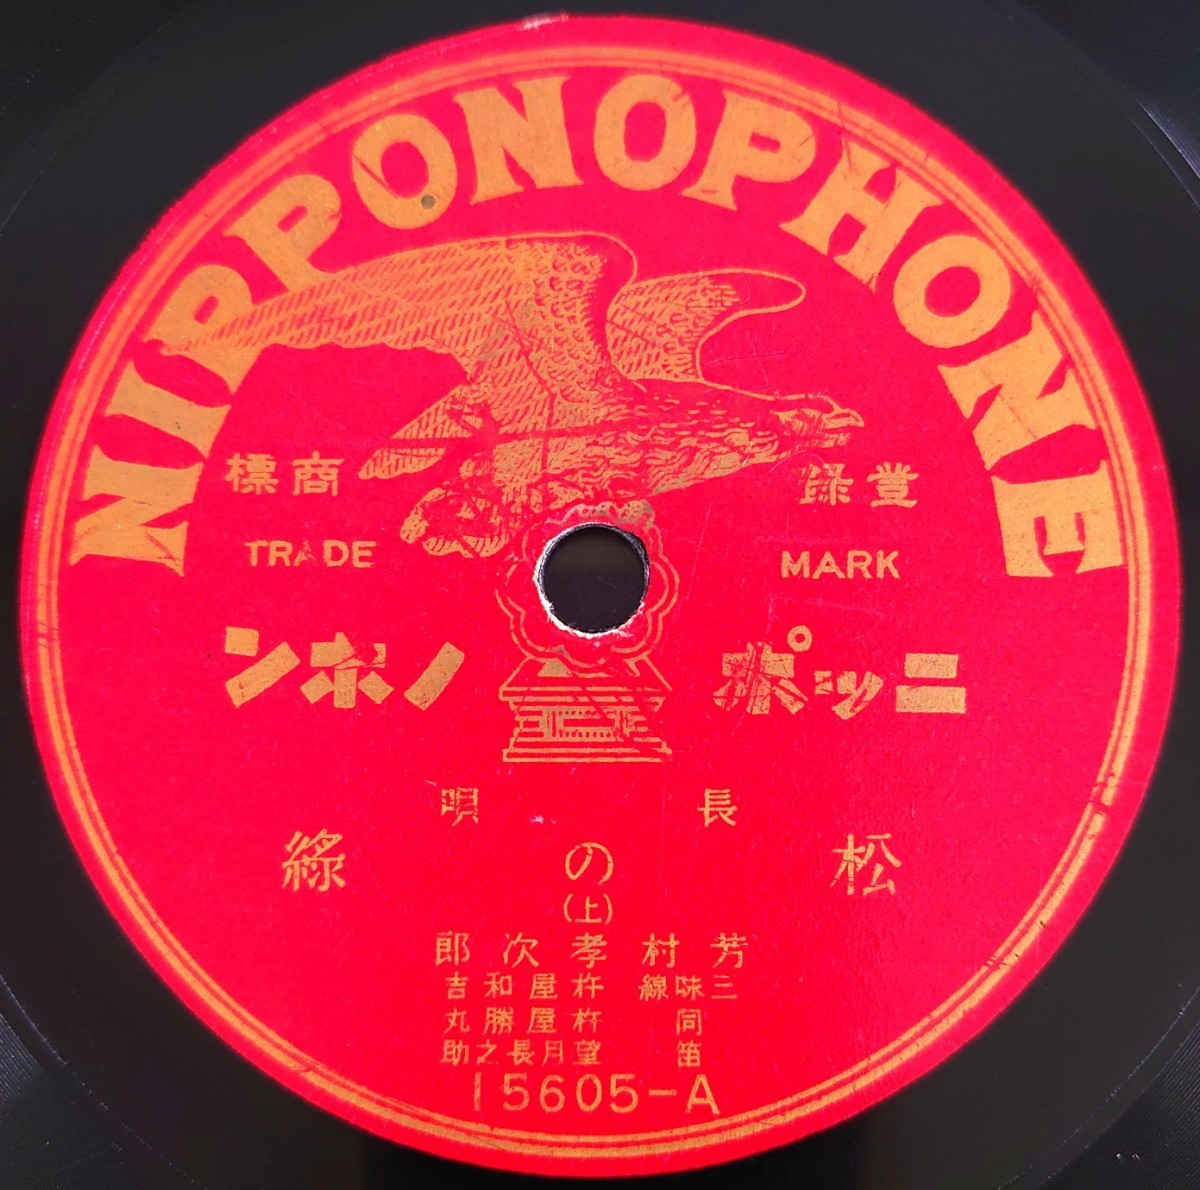 NIPPONOPHONE
登錄商標
TRADE MARK
ニッポノホン
長唄
松の綠
(上)
芳村孝次郎
三味線 杵屋和吉
同 杵屋勝丸
笛 望月長之助
15605-A